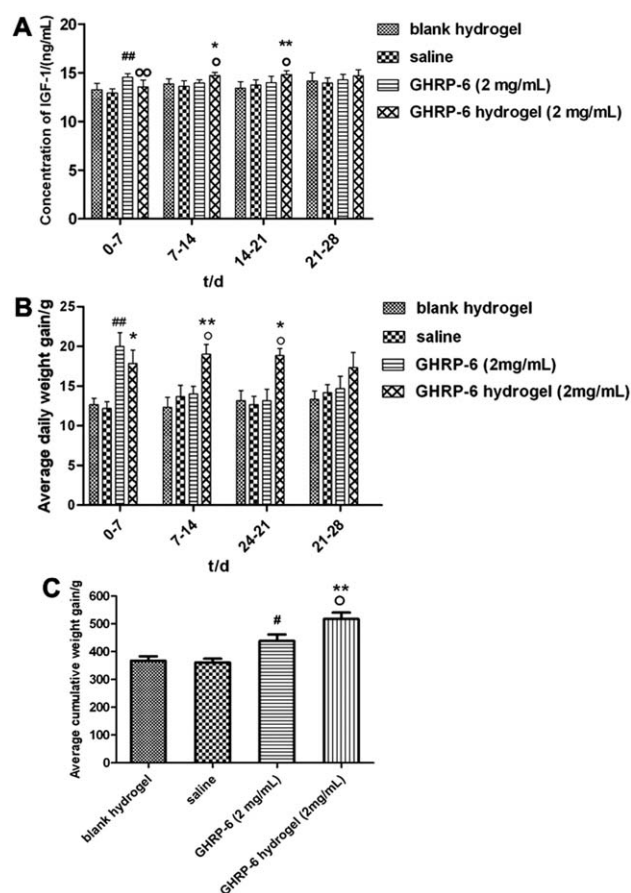 A
Concentration of IGF-1/(ng/mL)
20
15
10
5
0
##
*
**
0-7
7-14
14-21
21-28
t/d
blank hydrogel
saline
GHRP-6 (2 mg/mL)
GHRP-6 hydrogel (2 mg/mL)
B
Average daily weight gain/g
25
20
15
10
5
0
##
*
**
*
0-7
7-14
24-21
21-28
t/d
blank hydrogel
saline
GHRP-6 (2mg/mL)
GHRP-6 hydrogel (2mg/mL)
C
Average cumulative weight gain/g
600
500
400
300
200
100
0
#
**
blank hydrogel
saline
GHRP-6 (2 mg/mL)
GHRP-6 hydrogel (2mg/mL)